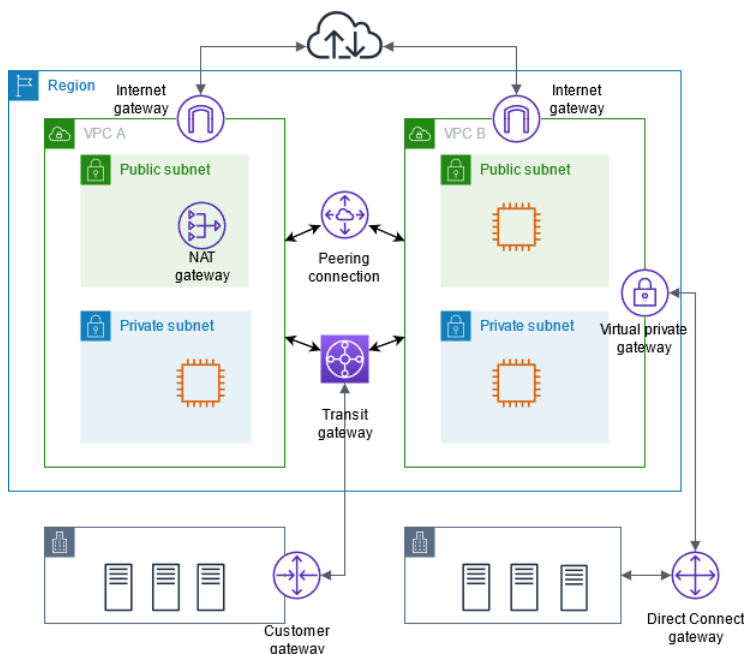 Region
Internet
gateway
Internet
gateway
VPC A
VPC B
Public subnet
Public subnet
NAT
gateway
Peering
connection
Private subnet
Private subnet
Virtual private
gateway
Transit
gateway
Customer
gateway
Direct Connect
gateway